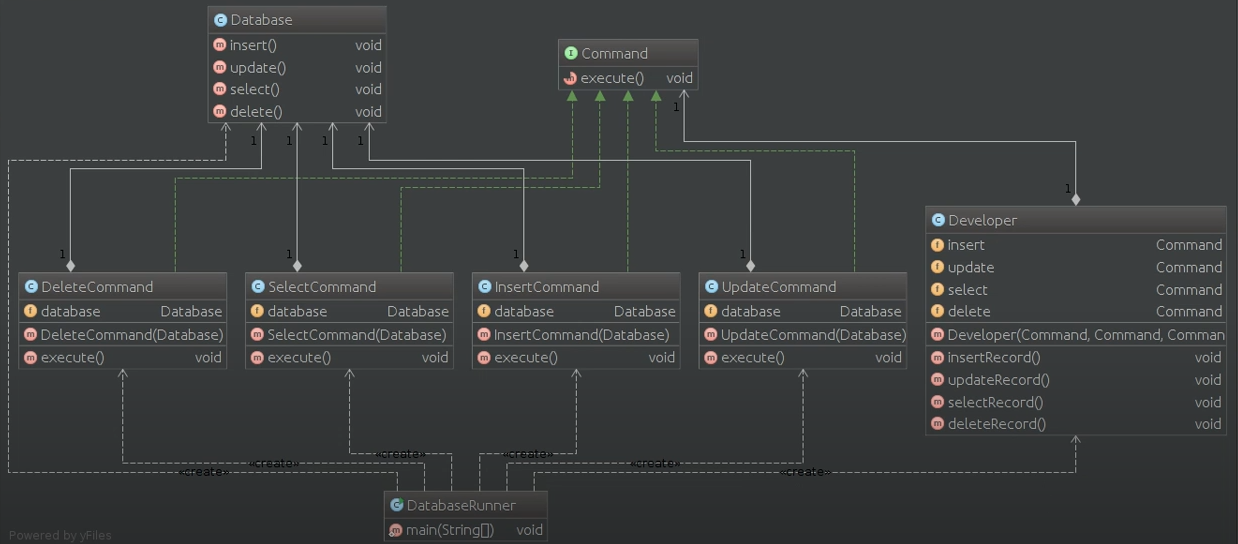 Database
insert() void
update() void
select() void
delete() void
Command
execute() void
1 1 1 1 1
1
1 1 1 1
Developer
insert Command
update Command
select Command
delete Command
Developer(Command, Command, Comman
insertRecord() void
updateRecord() void
selectRecord() void
deleteRecord() void
DeleteCommand
database Database
DeleteCommand(Database)
execute() void
SelectCommand
database Database
SelectCommand(Database)
execute() void
InsertCommand
database Database
InsertCommand(Database)
execute() void
UpdateCommand
database Database
UpdateCommand(Database)
execute() void
«create» «create» «create» «create» «create» «create»
DatabaseRunner
main(String[]) void
Powered by yFiles